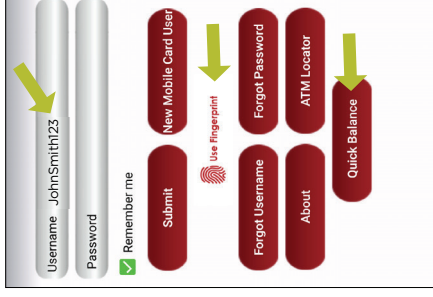 Username JohnSmith123
Password
Remember me
Submit New Mobile Card User
Use Fingerprint
Forgot Username Forgot Password
About ATM Locator
Quick Balance